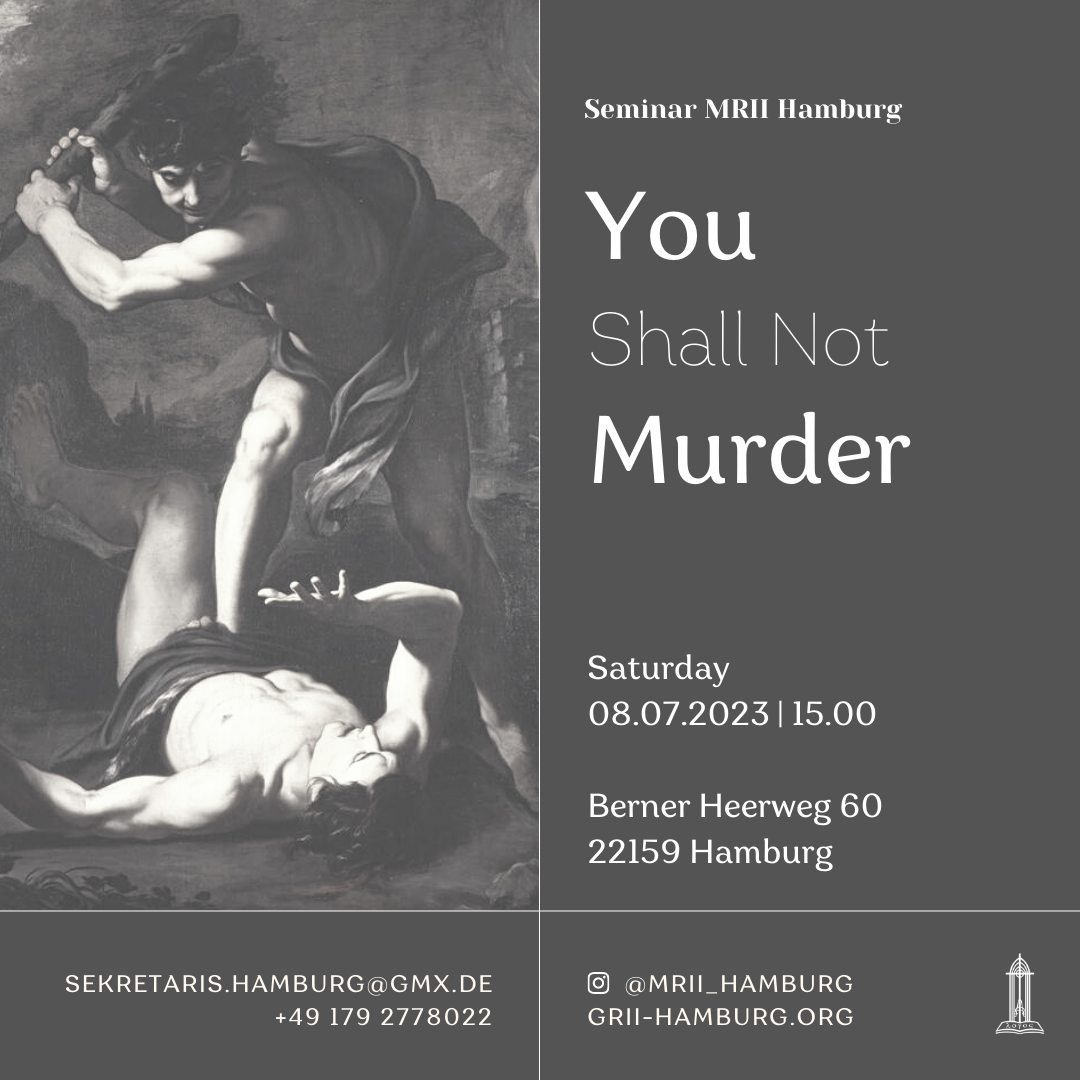 Seminar MRII Hamburg
You
Shall Not
Murder
Saturday
08.07.2023 | 15.00
Berner Heerweg 60
22159 Hamburg
SEKRETARIS.HAMBURG@GMX.DE
+49 179 2778022
@MRII_HAMBURG
GRII-HAMBURG.ORG